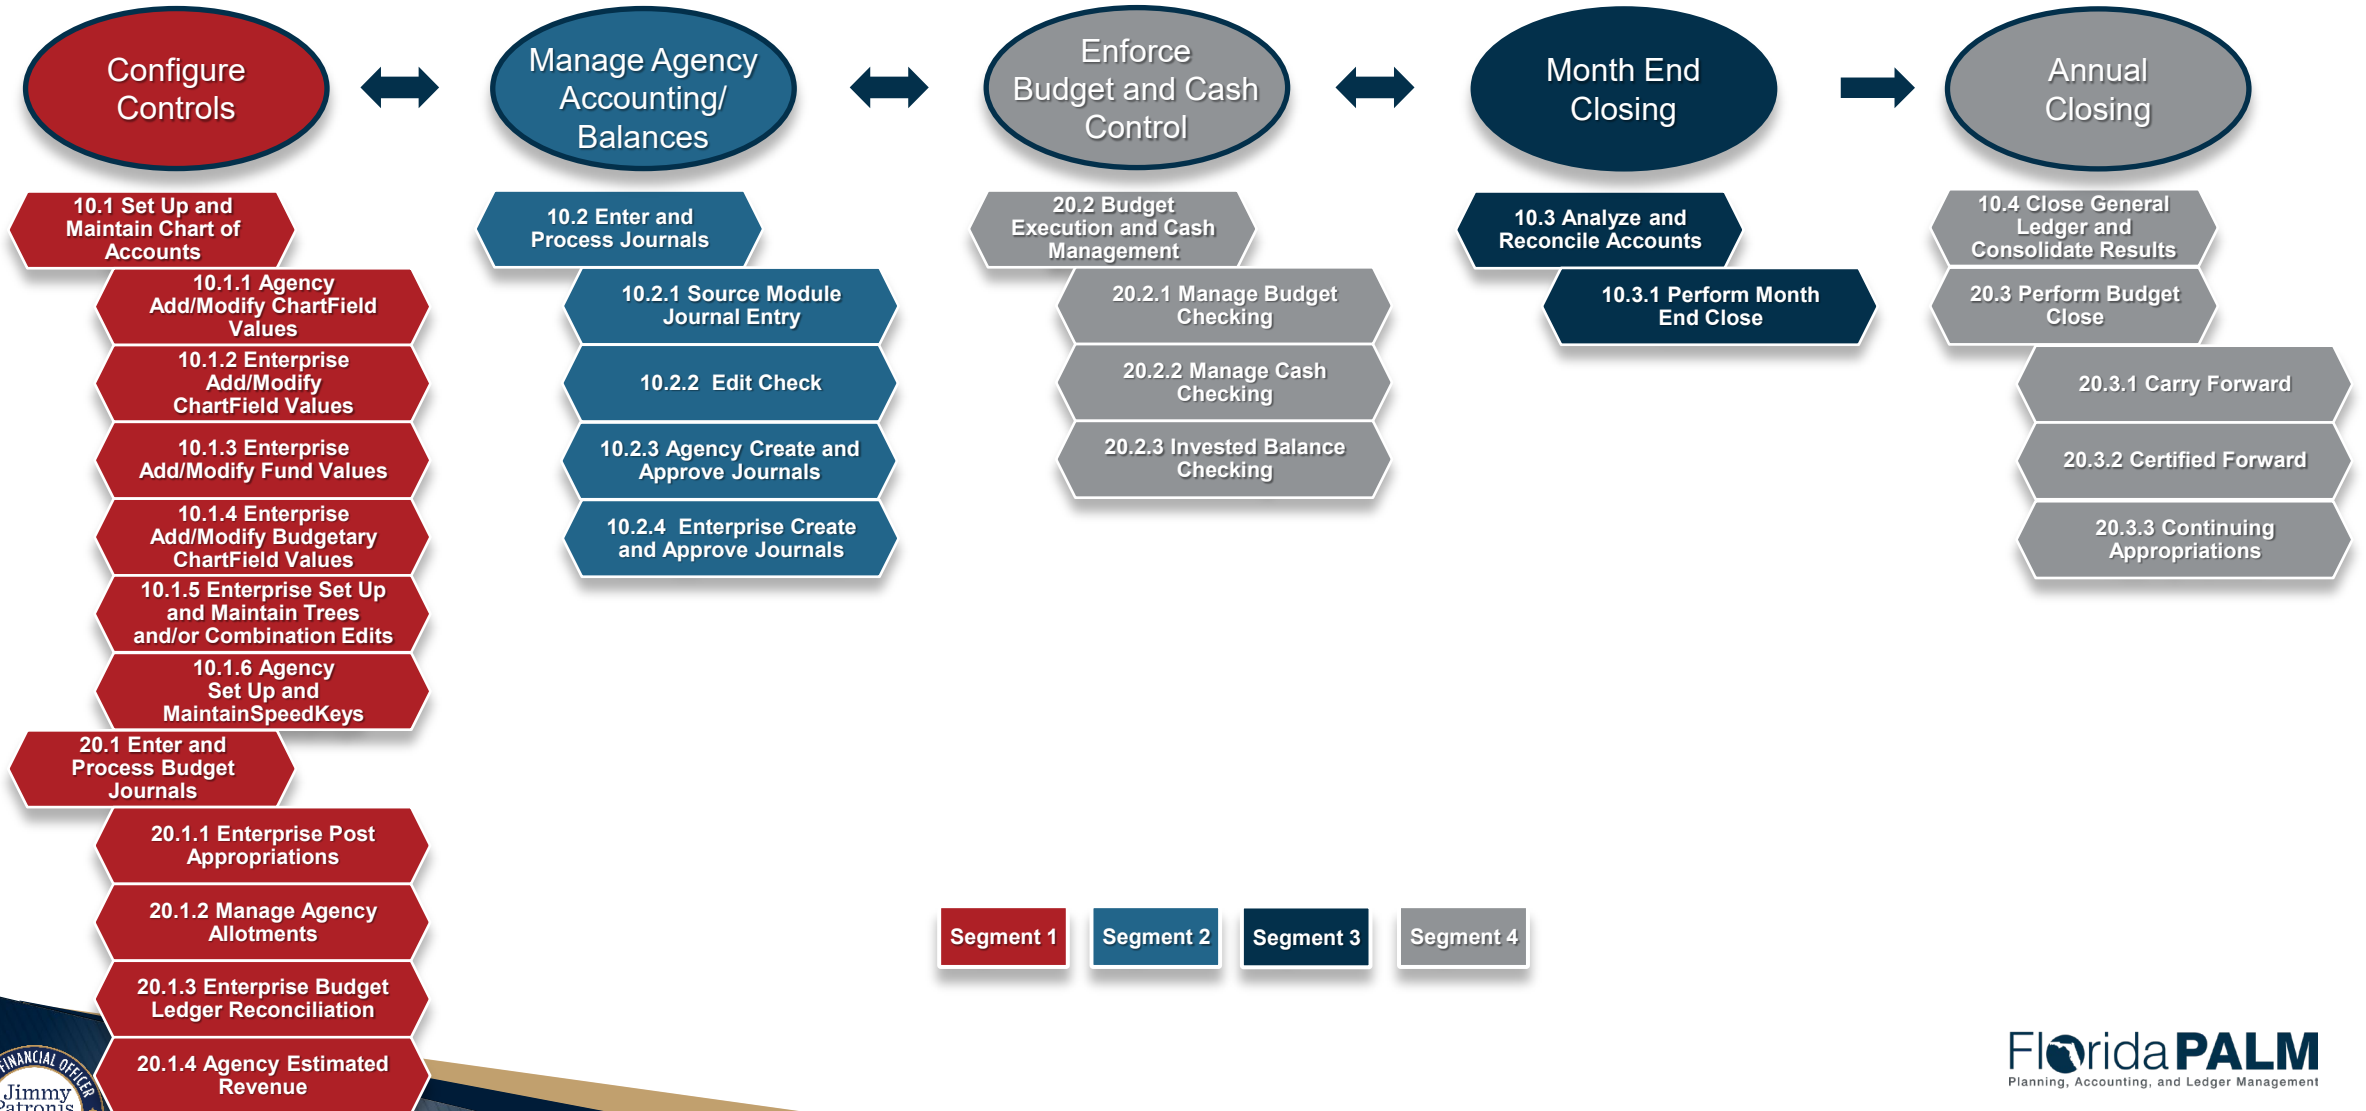 Configure
Controls
Manage Agency
Accounting/
Balances
Enforce
Budget and Cash
Control
Month End
Closing
Annual
Closing
10.1 Set Up and
Maintain Chart of
Accounts
10.1.1 Agency
Add/Modify ChartField
Values
10.1.2 Enterprise
Add/Modify
ChartField Values
10.1.3 Enterprise
Add/Modify Fund Values
10.1.4 Enterprise
Add/Modify Budgetary
ChartField Values
10.1.5 Enterprise Set Up
and Maintain Trees
and/or Combination Edits
10.1.6 Agency
Set Up and
MaintainSpeedKeys
20.1 Enter and
Process Budget
Journals
20.1.1 Enterprise Post
Appropriations
20.1.2 Manage Agency
Allotments
20.1.3 Enterprise Budget
Ledger Reconciliation
20.1.4 Agency Estimated
Revenue
10.2 Enter and
Process Journals
10.2.1 Source Module
Journal Entry
10.2.2 Edit Check
10.2.3 Agency Create and
Approve Journals
10.2.4 Enterprise Create
and Approve Journals
20.2 Budget
Execution and Cash
Management
20.2.1 Manage Budget
Checking
20.2.2 Manage Cash
Checking
20.2.3 Invested Balance
Checking
10.3 Analyze and
Reconcile Accounts
10.3.1 Perform Month
End Close
10.4 Close General
Ledger and
Consolidate Results
20.3 Perform Budget
Close
20.3.1 Carry Forward
20.3.2 Certified Forward
20.3.3 Continuing
Appropriations
Segment 1
Segment 2
Segment 3
Segment 4
FINANCIAL OFFICER
Jimmy
Patronis
Florida PALM
Planning, Accounting, and Ledger Management